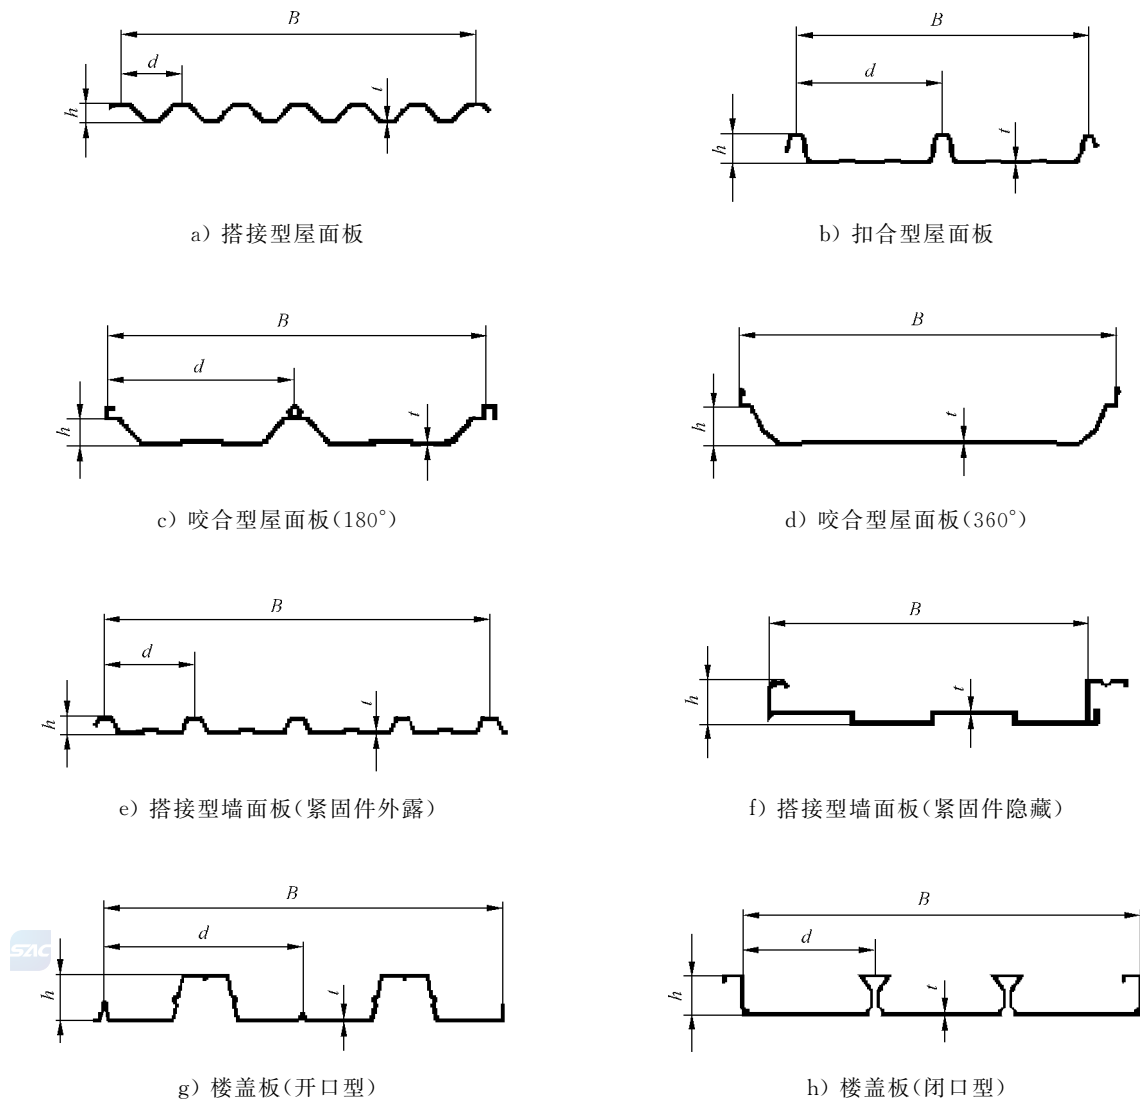 B
B
d
d
h
t
h
t
a) 搭接型屋面板
b) 扣合型屋面板
B
B
d
h
t
h
t
c) 咬合型屋面板(180°)
d) 咬合型屋面板(360°)
B
B
d
h
t
h
t
e) 搭接型墙面板(紧固件外露)
f) 搭接型墙面板(紧固件隐藏)
B
B
d
d
SAC
h
t
h
t
g) 楼盖板(开口型)
h) 楼盖板(闭口型)